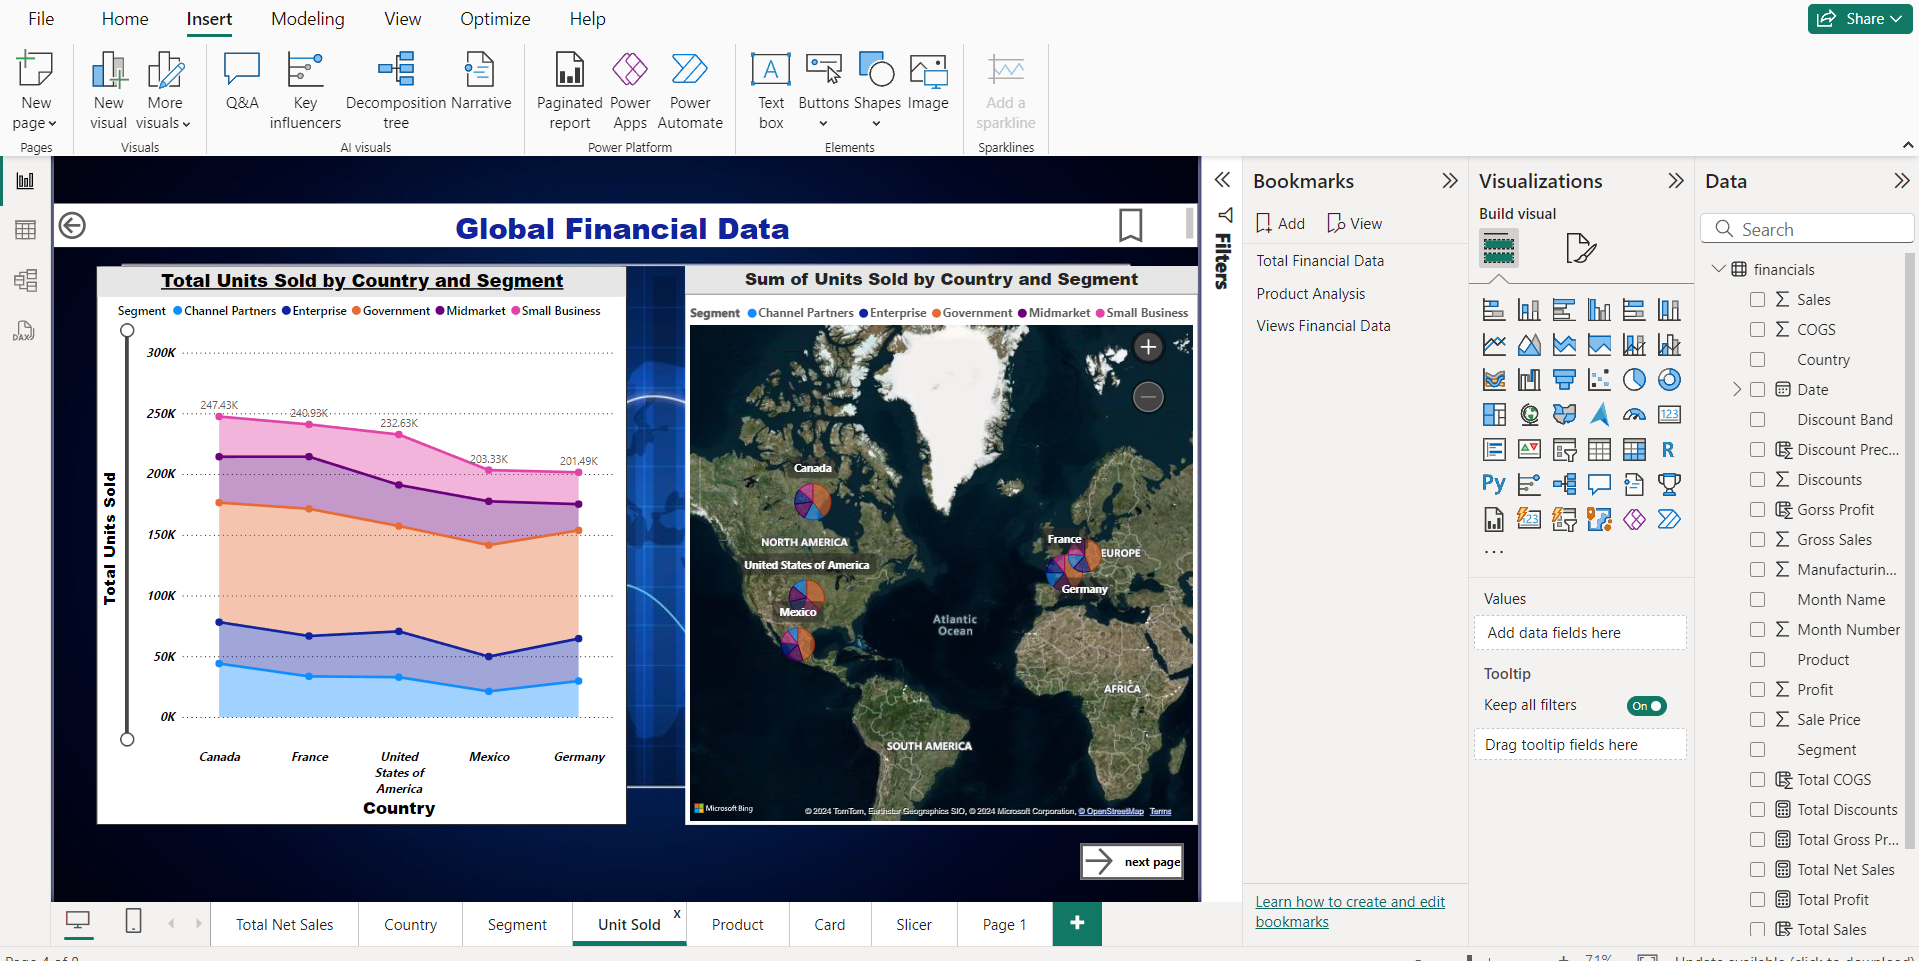 File Home Insert Modeling View Optimize Help
Share
New page
New visual
More visuals
Q&A
Key influencers
Decomposition tree
Narrative
Paginated report
Power Apps
Power Automate
Text box
Buttons
Shapes
Image
Add a sparkline
Pages
Visuals
AI visuals
Power Platform
Elements
Sparklines
DAX
Global Financial Data
Total Units Sold by Country and Segment
Segment Channel Partners Enterprise Government Midmarket Small Business
Total Units Sold
300K
250K
200K
150K
100K
50K
0K
247.43K
240.93K
232.63K
203.33K
201.49K
Canada
France
United States of America
Mexico
Germany
Country
Sum of Units Sold by Country and Segment
Segment Channel Partners Enterprise Government Midmarket Small Business
Canada
NORTH AMERICA
United States of America
Mexico
France
EUROPE
Germany
Atlantic Ocean
AFRICA
SOUTH AMERICA
Microsoft Bing
© 2024 TomTom, Earthstar Geographics SIO, © 2024 Microsoft Corporation, © OpenStreetMap Terms
next page
Filters
Bookmarks
Add View
Total Financial Data
Product Analysis
Views Financial Data
Learn how to create and edit bookmarks
Visualizations
Build visual
123
R
Py
123
...
Values
Add data fields here
Tooltip
Keep all filters
On
Drag tooltip fields here
Data
Search
financials
Sales
COGS
Country
Date
Discount Band
Discount Prec...
Discounts
Gorss Profit
Gross Sales
Manufacturin...
Month Name
Month Number
Product
Profit
Sale Price
Segment
Total COGS
Total Discounts
Total Gross Pr...
Total Net Sales
Total Profit
Total Sales
Total Net Sales Country Segment Unit Sold x Product Card Slicer Page 1 +
71%
Update available (click to download)